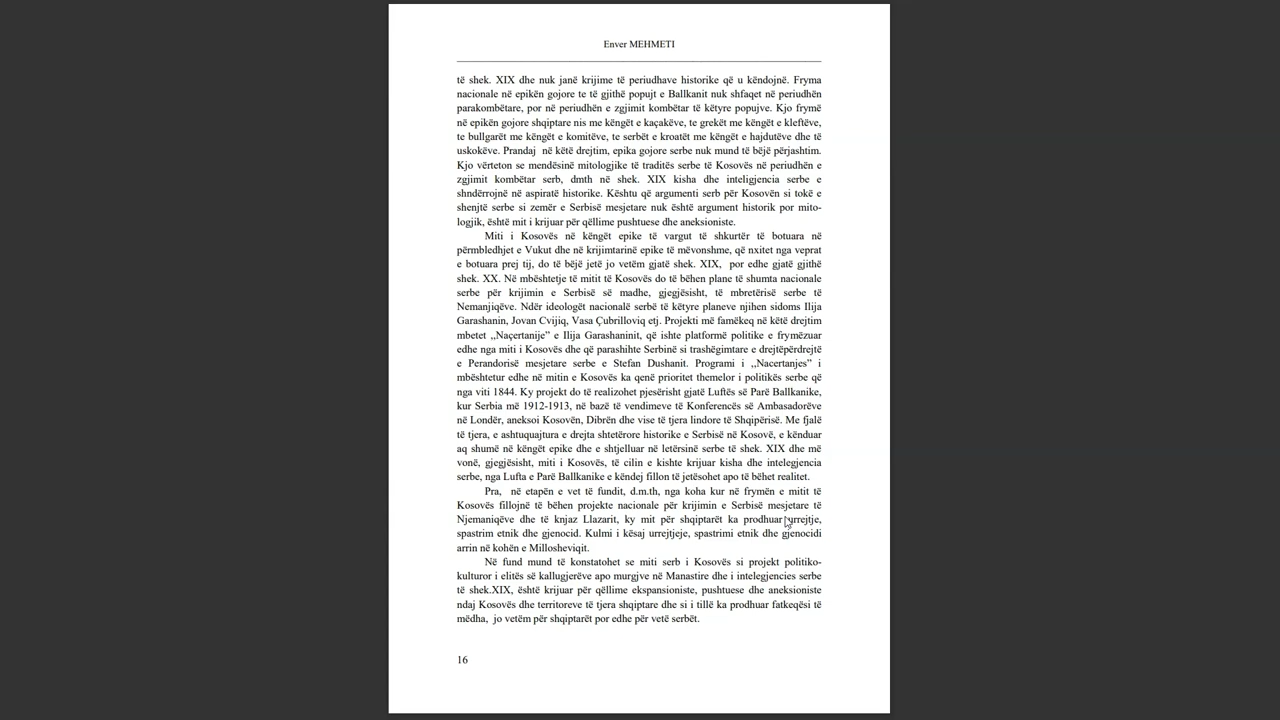 Enver MEHMETI
të shek. XIX dhe nuk janë krijime të periudhave historike që u këndojnë. Fryma
nacionale në epikën gojore te të gjithë popujt e Ballkanit nuk shfaqet në periudhën
parakombëtare, por në periudhën e zgjimit kombëtar të këtyre popujve. Kjo frymë
në epikën gojore shqiptare nis me këngët e kaçakëve, te grekët me këngët e kleftëve,
te bullgarët me këngët e komitëve, te serbët e kroatët me këngët e hajdutëve dhe të
uskokëve. Prandaj në këtë drejtim, epika gojore serbe nuk mund të bëjë përjashtim.
Kjo vërteton se mendësinë mitologjike të traditës serbe të Kosovës në periudhën e
zgjimit kombëtar serb, dmth në shek. XIX kisha dhe inteligjencia serbe e
shndërrojnë në aspiratë historike. Kështu që argumenti serb për Kosovën si tokë e
shenjtë serbe si zemër e Serbisë mesjetare nuk është argument historik por mito-
logjik, është mit i krijuar për qëllime pushtuese dhe aneksioniste.
Miti i Kosovës në këngët epike të vargut të shkurtër të botuara në
përmbledhjet e Vukut dhe në krijimtarinë epike të mëvonshme, që nxitet nga veprat
e botuara prej tij, do të bëjë jetë jo vetëm gjatë shek. XIX, por edhe gjatë gjithë
shek. XX. Në mbështetje të mitit të Kosovës do të bëhen plane të shumta nacionale
serbe për krijimin e Serbisë së madhe, gjegjësisht, të mbretërisë serbe të
Nemanjiqëve. Ndër ideologët nacionalë serbë të këtyre planeve njihen sidoms Ilija
Garashanin, Jovan Cvijiq, Vasa Çubrilloviq etj. Projekti më famëkeq në këtë drejtim
mbetet ,,Naçertanije” e Ilija Garashaninit, që ishte platformë politike e frymëzuar
edhe nga miti i Kosovës dhe që parashihte Serbinë si trashëgimtare e drejtëpërdrejtë
e Perandorisë mesjetare serbe e Stefan Dushanit. Programi i ,,Nacertanjes” i
mbështetur edhe në mitin e Kosovës ka qenë prioritet themelor i politikës serbe që
nga viti 1844. Ky projekt do të realizohet pjesërisht gjatë Luftës së Parë Ballkanike,
kur Serbia më 1912-1913, në bazë të vendimeve të Konferencës së Ambasadorëve
në Londër, aneksoi Kosovën, Dibrën dhe vise të tjera lindore të Shqipërisë. Me fjalë
të tjera, e ashtuquajtura e drejta shtetërore historike e Serbisë në Kosovë, e kënduar
aq shumë në këngët epike dhe e shtjelluar në letërsinë serbe të shek. XIX dhe më
vonë, gjegjësisht, miti i Kosovës, të cilin e kishte krijuar kisha dhe intelegjencia
serbe, nga Lufta e Parë Ballkanike e këndej fillon të jetësohet apo të bëhet realitet.
Pra, në etapën e vet të fundit, d.m.th, nga koha kur në frymën e mitit të
Kosovës fillojnë të bëhen projekte nacionale për krijimin e Serbisë mesjetare të
Njemaniqëve dhe të knjaz Llazarit, ky mit për shqiptarët ka prodhuar urrejtje,
spastrim etnik dhe gjenocid. Kulmi i kësaj urrejtjeje, spastrimi etnik dhe gjenocidi
arrin në kohën e Millosheviqit.
Në fund mund të konstatohet se miti serb i Kosovës si projekt politiko-
kulturor i elitës së kallugjerëve apo murgjve në Manastire dhe i intelegjencies serbe
të shek.XIX, është krijuar për qëllime ekspansioniste, pushtuese dhe aneksioniste
ndaj Kosovës dhe territoreve të tjera shqiptare dhe si i tillë ka prodhuar fatkeqësi të
mëdha, jo vetëm për shqiptarët por edhe për vetë serbët.
16